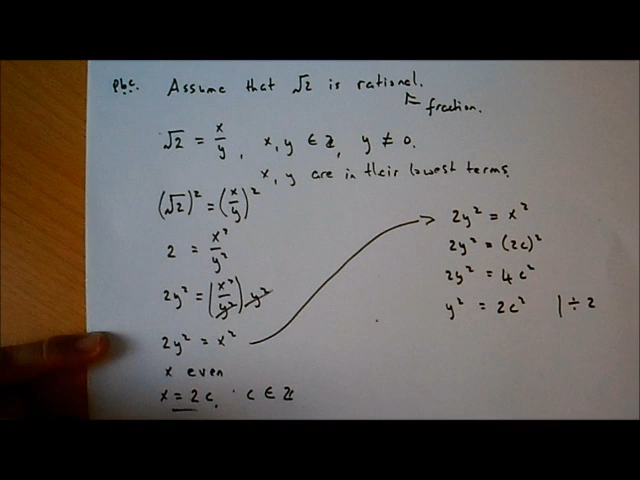 P.b.c. Assume that √2 is rational.
fraction.
√2 = x/y, x, y ∈ ℤ, y ≠ 0.
x, y are in their lowest terms.
(√2)² = (x/y)²
2 = x²/y²
2y² = (x²/y²) y²
2y² = x²
x even
x = 2c, c ∈ ℤ
2y² = x²
2y² = (2c)²
2y² = 4c²
y² = 2c² | ÷ 2